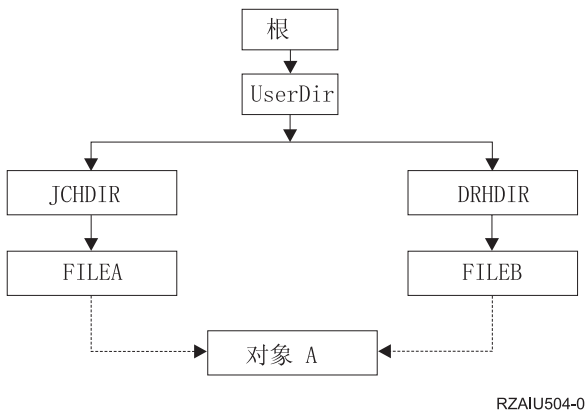 根
UserDir
JCHDIR
DRHDIR
FILEA
FILEB
对象 A
RZAIU504-0